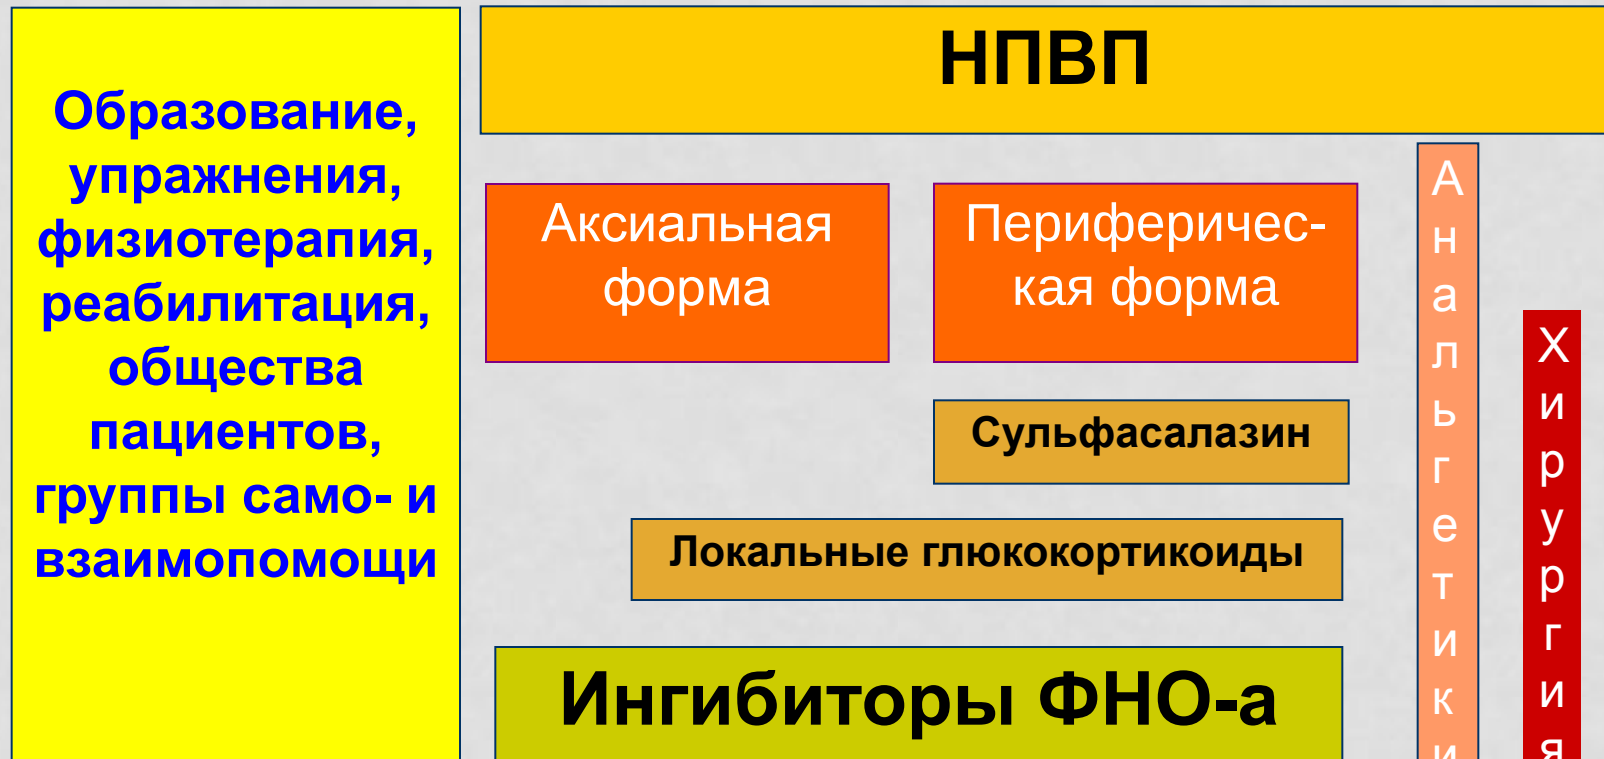 Образование,
упражнения,
физиотерапия,
реабилитация,
общества
пациентов,
группы само- и
взаимопомощи
НПВП
Аксиальная
форма
Периферичес-
кая форма
Сульфасалазин
Локальные глюкокортикоиды
Ингибиторы ФНО-а
А
н
а
л
ь
г
е
т
и
к
и
Х
и
р
у
р
г
и
я